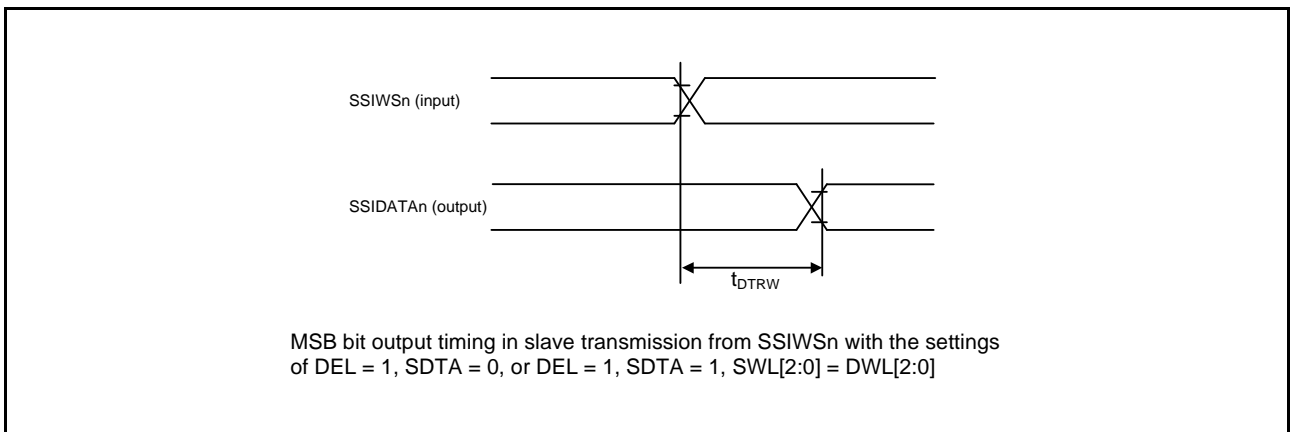 SSIWSn (input)
SSIDATAn (output)
tDTRW
MSB bit output timing in slave transmission from SSIWSn with the settings
of DEL = 1, SDTA = 0, or DEL = 1, SDTA = 1, SWL[2:0] = DWL[2:0]